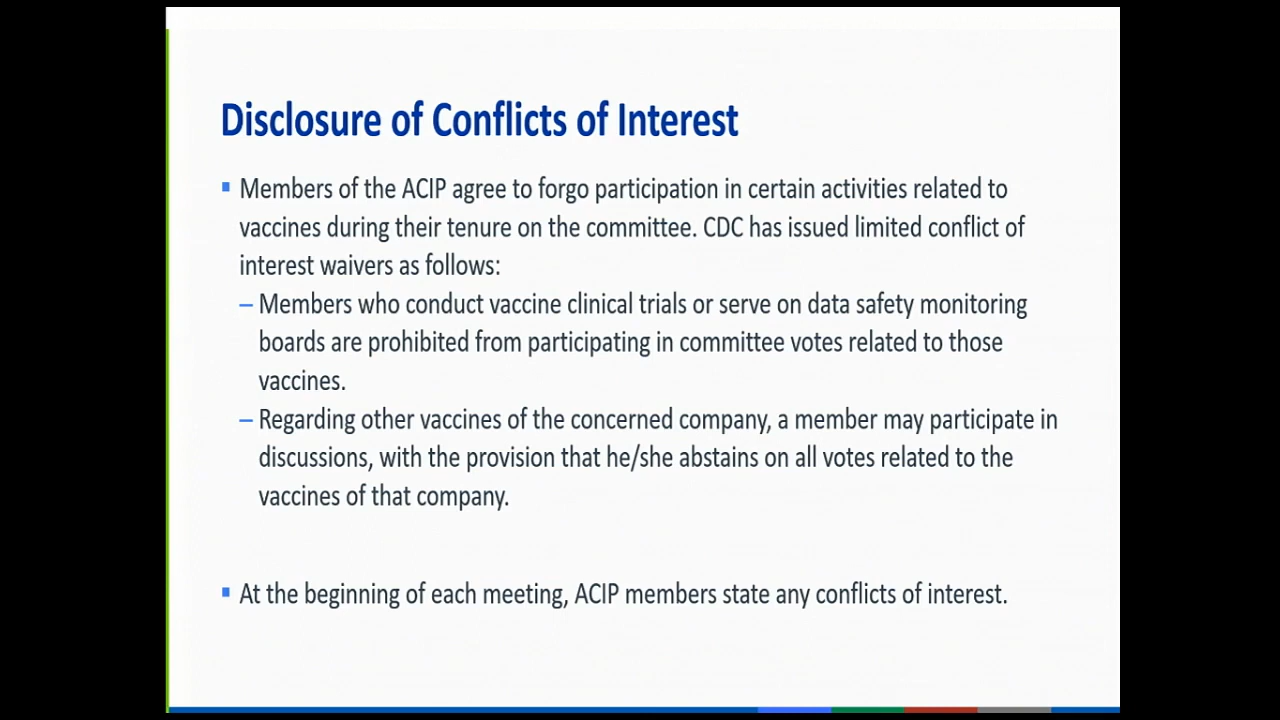 Disclosure of Conflicts of Interest
▪ Members of the ACIP agree to forgo participation in certain activities related to
vaccines during their tenure on the committee. CDC has issued limited conflict of
interest waivers as follows:
– Members who conduct vaccine clinical trials or serve on data safety monitoring
boards are prohibited from participating in committee votes related to those
vaccines.
– Regarding other vaccines of the concerned company, a member may participate in
discussions, with the provision that he/she abstains on all votes related to the
vaccines of that company.
▪ At the beginning of each meeting, ACIP members state any conflicts of interest.